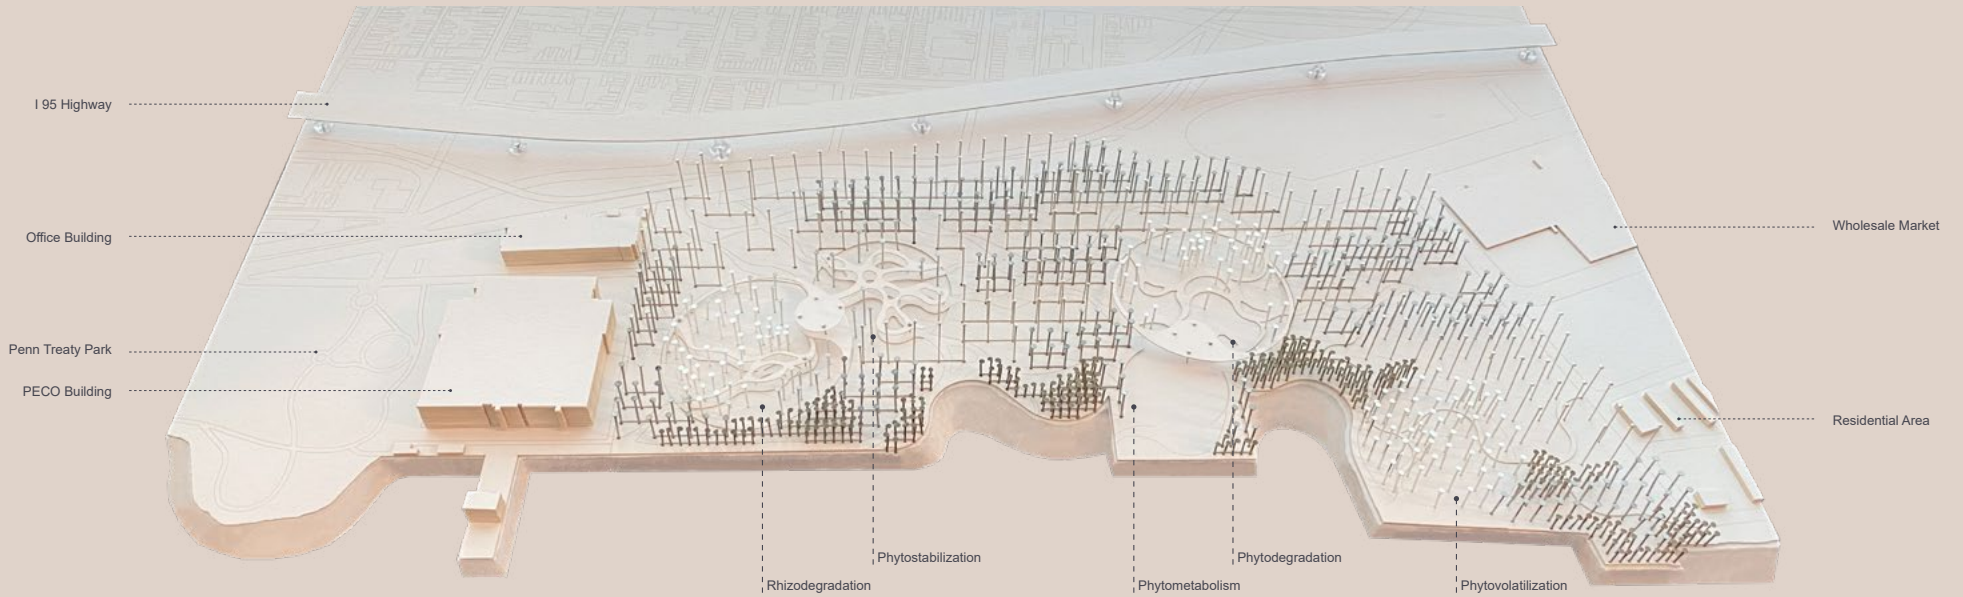 I 95 Highway
Office Building
Penn Treaty Park
PECO Building
Wholesale Market
Residential Area
Phytostabilization
Phytodegradation
Rhizodegradation
Phytometabolism
Phytovolatilization